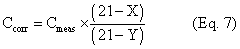 C_corr = C_meas × (21-X)/(21-Y) (Eq. 7)